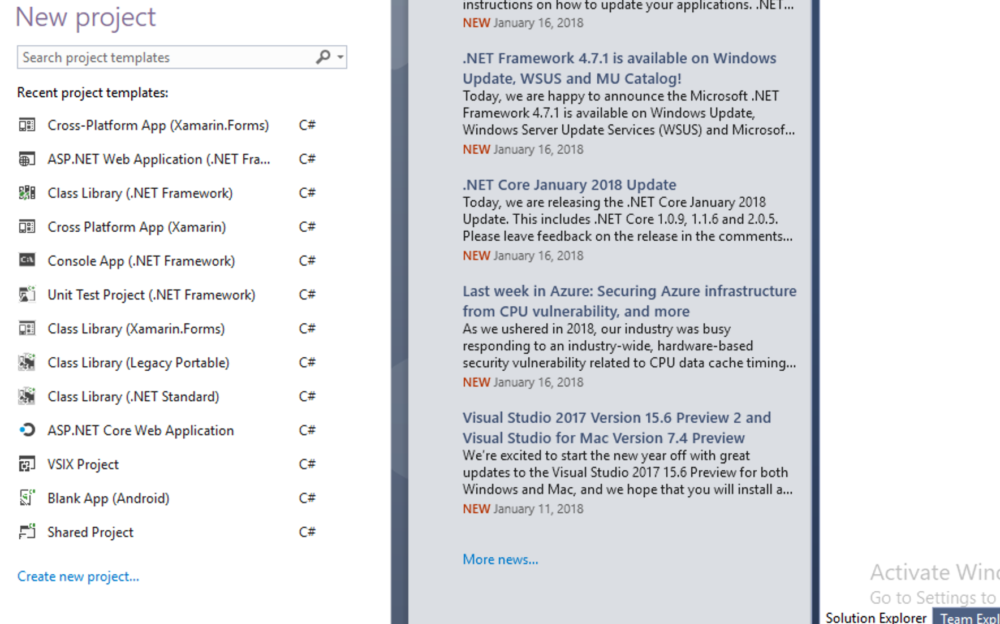 New project
Search project templates
Recent project templates:
Cross-Platform App (Xamarin.Forms) C#
ASP.NET Web Application (.NET Fra... C#
Class Library (.NET Framework) C#
Cross Platform App (Xamarin) C#
Console App (.NET Framework) C#
Unit Test Project (.NET Framework) C#
Class Library (Xamarin.Forms) C#
Class Library (Legacy Portable) C#
Class Library (.NET Standard) C#
ASP.NET Core Web Application C#
VSIX Project C#
Blank App (Android) C#
Shared Project C#
Create new project...
instructions on how to update your applications. .NET...
NEW January 16, 2018
.NET Framework 4.7.1 is available on Windows
Update, WSUS and MU Catalog!
Today, we are happy to announce the Microsoft .NET
Framework 4.7.1 is available on Windows Update,
Windows Server Update Services (WSUS) and Microsof...
NEW January 16, 2018
.NET Core January 2018 Update
Today, we are releasing the .NET Core January 2018
Update. This includes .NET Core 1.0.9, 1.1.6 and 2.0.5.
Please leave feedback on the release in the comments...
NEW January 16, 2018
Last week in Azure: Securing Azure infrastructure
from CPU vulnerability, and more
As we ushered in 2018, our industry was busy
responding to an industry-wide, hardware-based
security vulnerability related to CPU data cache timing...
NEW January 16, 2018
Visual Studio 2017 Version 15.6 Preview 2 and
Visual Studio for Mac Version 7.4 Preview
We're excited to start the new year off with great
updates to the Visual Studio 2017 15.6 Preview for both
Windows and Mac, and we hope that you will install a...
NEW January 11, 2018
More news...
Activate Win
Go to Settings to
Solution Explorer Team Expl